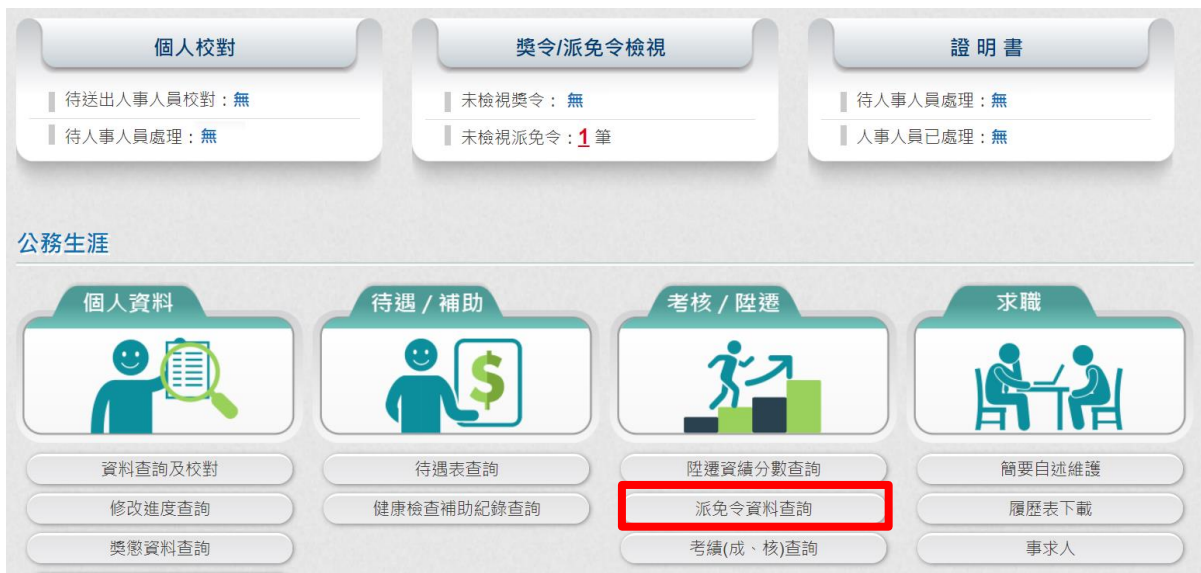 個人校對
待送出人事人員校對：無
待人事人員處理：無
獎令/派免令檢視
未檢視獎令： 無
未檢視派免令：1 筆
證 明 書
待人事人員處理：無
人事人員已處理：無
公務生涯
個人資料
資料查詢及校對
修改進度查詢
獎懲資料查詢
待遇 / 補助
$
待遇表查詢
健康檢查補助紀錄查詢
考核 / 陞遷
陞遷資績分數查詢
派免令資料查詢
考績(成、核)查詢
求職
簡要自述維護
履歷表下載
事求人